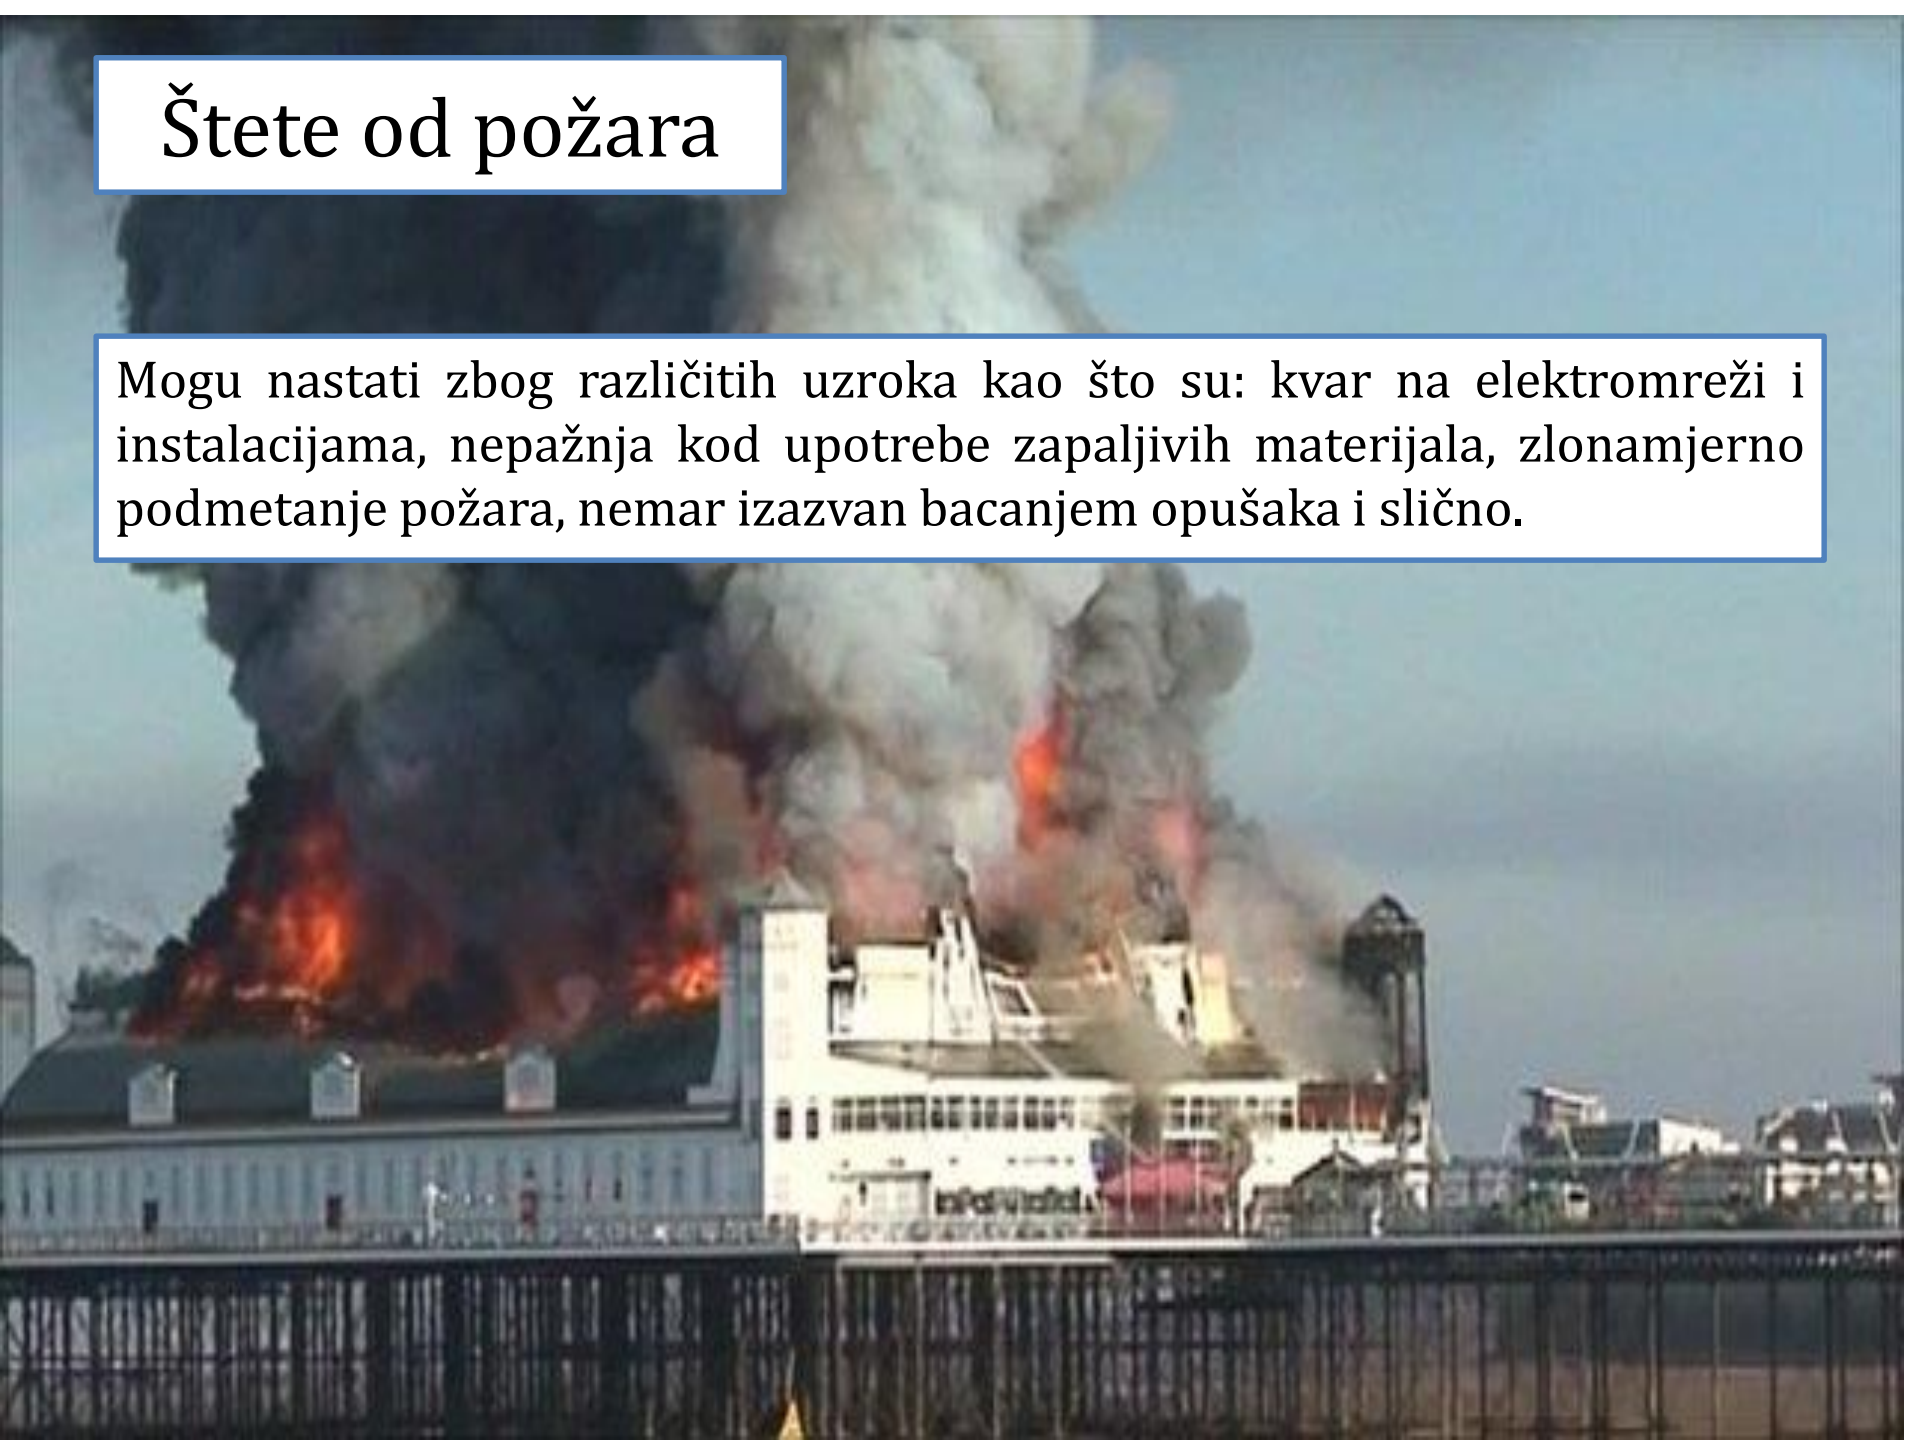 Štete od požara
Mogu nastati zbog različitih uzroka kao što su: kvar na elektromreži i
instalacijama, nepažnja kod upotrebe zapaljivih materijala, zlonamjerno
podmetanje požara, nemar izazvan bacanjem opušaka i slično.